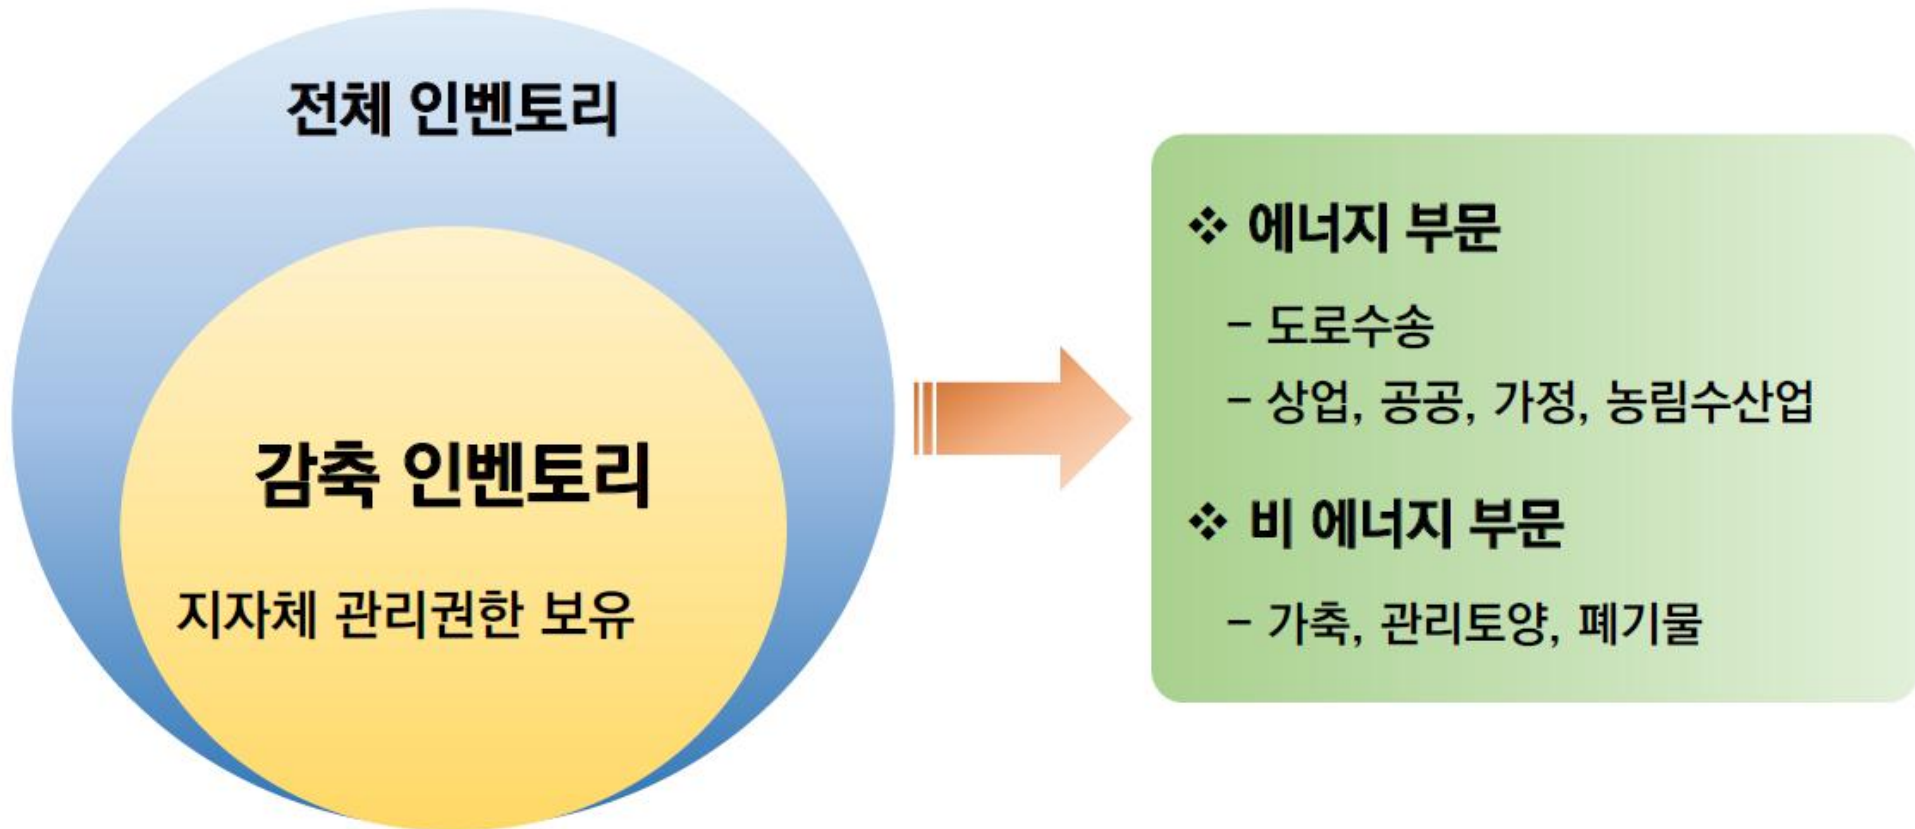 전체 인벤토리
감축 인벤토리
지자체 관리권한 보유
❖ 에너지 부문
- 도로수송
- 상업, 공공, 가정, 농림수산업
❖ 비 에너지 부문
- 가축, 관리토양, 폐기물